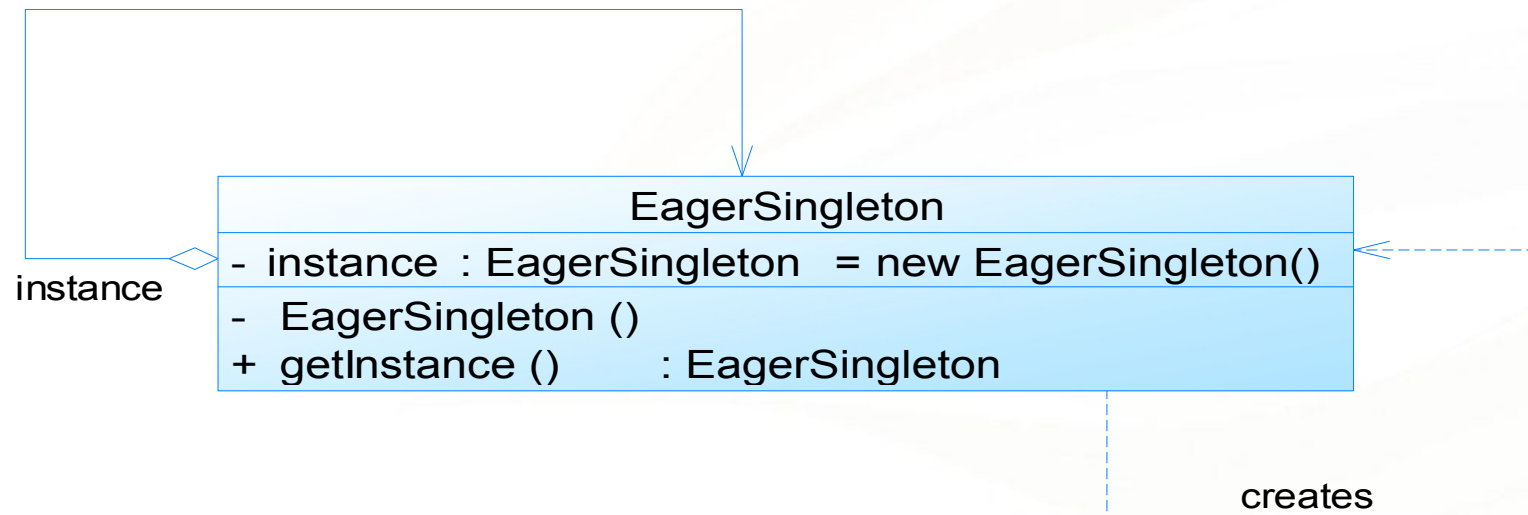 EagerSingleton
- instance : EagerSingleton = new EagerSingleton()
instance
- EagerSingleton ()
+ getInstance () : EagerSingleton
creates